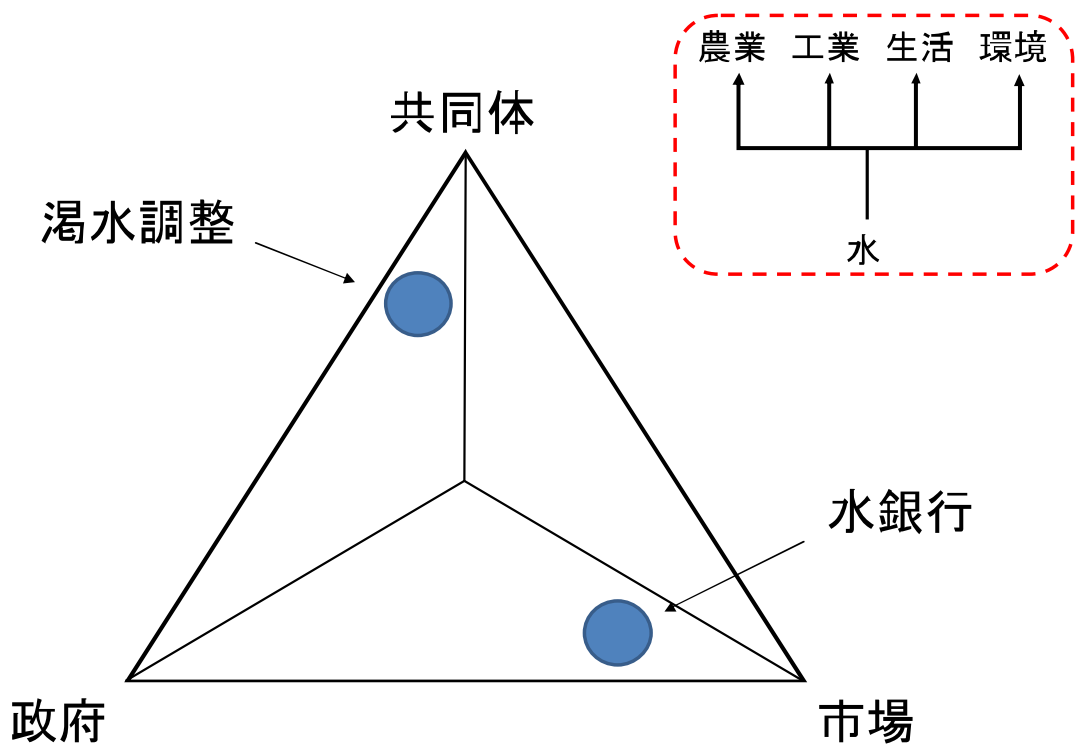 農業 工業 生活 環境
水
共同体
渇水調整
水銀行
政府
市場